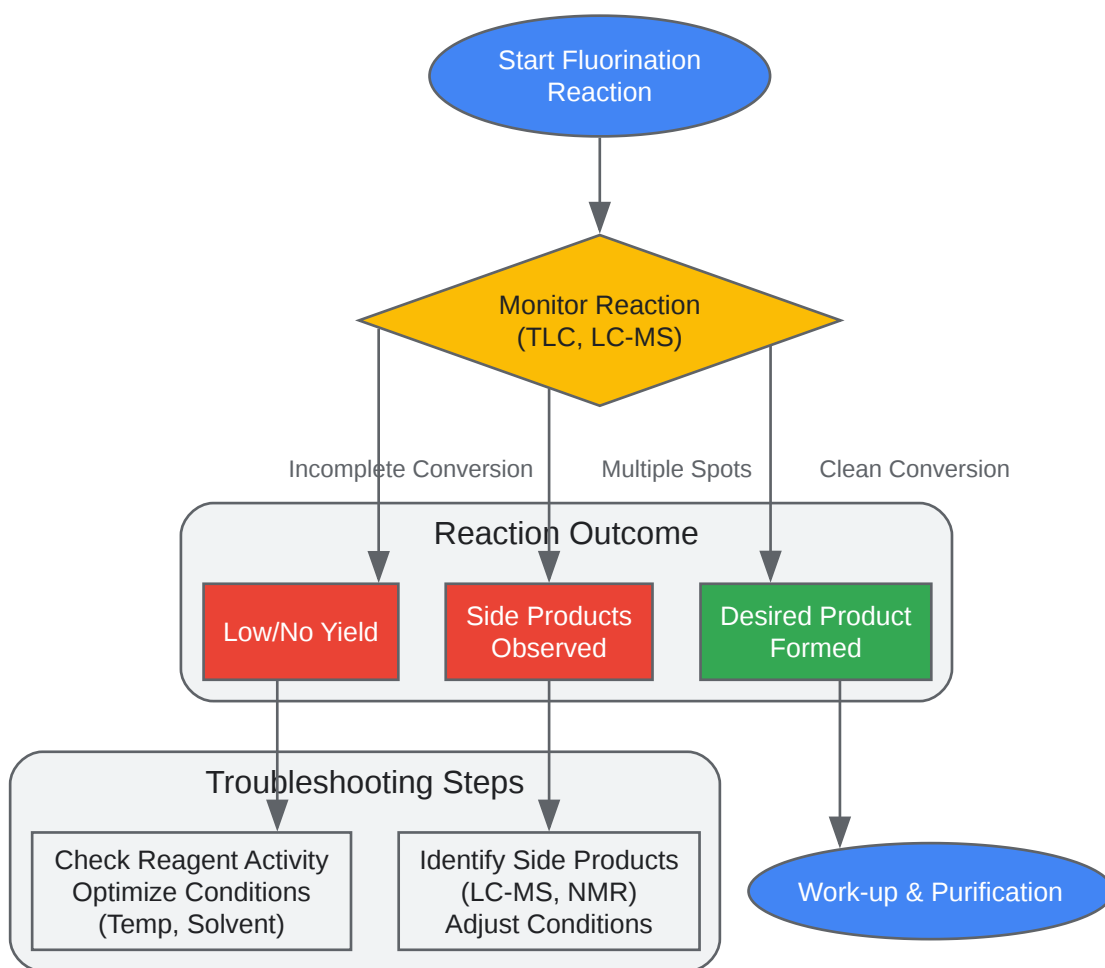 Start Fluorination
Reaction
Monitor Reaction
(TLC, LC-MS)
Incomplete Conversion
Multiple Spots
Clean Conversion
Reaction Outcome
Low/No Yield
Side Products
Observed
Desired Product
Formed
Troubleshooting Steps
Check Reagent Activity
Optimize Conditions
(Temp, Solvent)
Identify Side Products
(LC-MS, NMR)
Adjust Conditions
Work-up & Purification